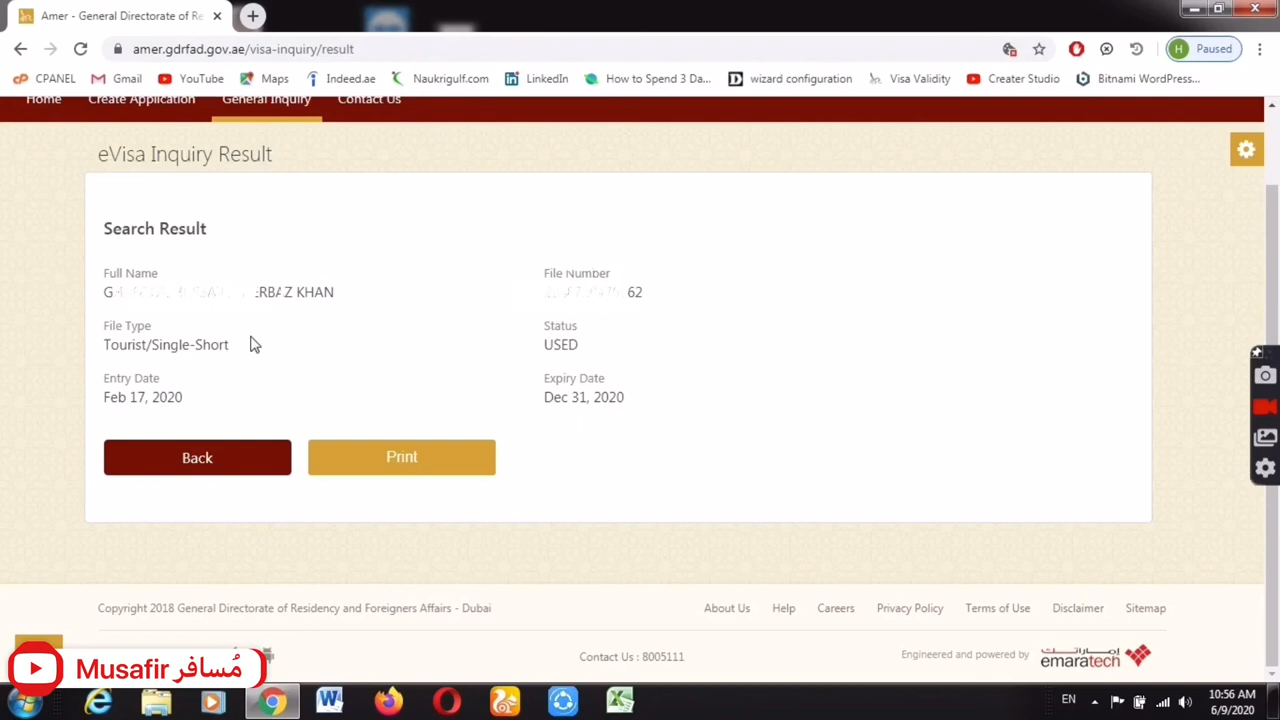 Amer - General Directorate of Re
amer.gdrfad.gov.ae/visa-inquiry/result
H Paused
CPANEL Gmail YouTube Maps Indeed.ae Naukrigulf.com LinkedIn How to Spend 3 Da... wizard configuration Visa Validity Creater Studio Bitnami WordPress...
Home Create Application General Inquiry Contact Us
eVisa Inquiry Result
Search Result
Full Name File Number
KHAN 62
File Type Status
Tourist/Single-Short USED
Entry Date Expiry Date
Feb 17, 2020 Dec 31, 2020
Back Print
Copyright 2018 General Directorate of Residency and Foreigners Affairs - Dubai About Us Help Careers Privacy Policy Terms of Use Disclaimer Sitemap
Contact Us : 8005111 Engineered and powered by إماراتك emaratech
Musafir مُسافر
EN 10:56 AM
6/9/2020